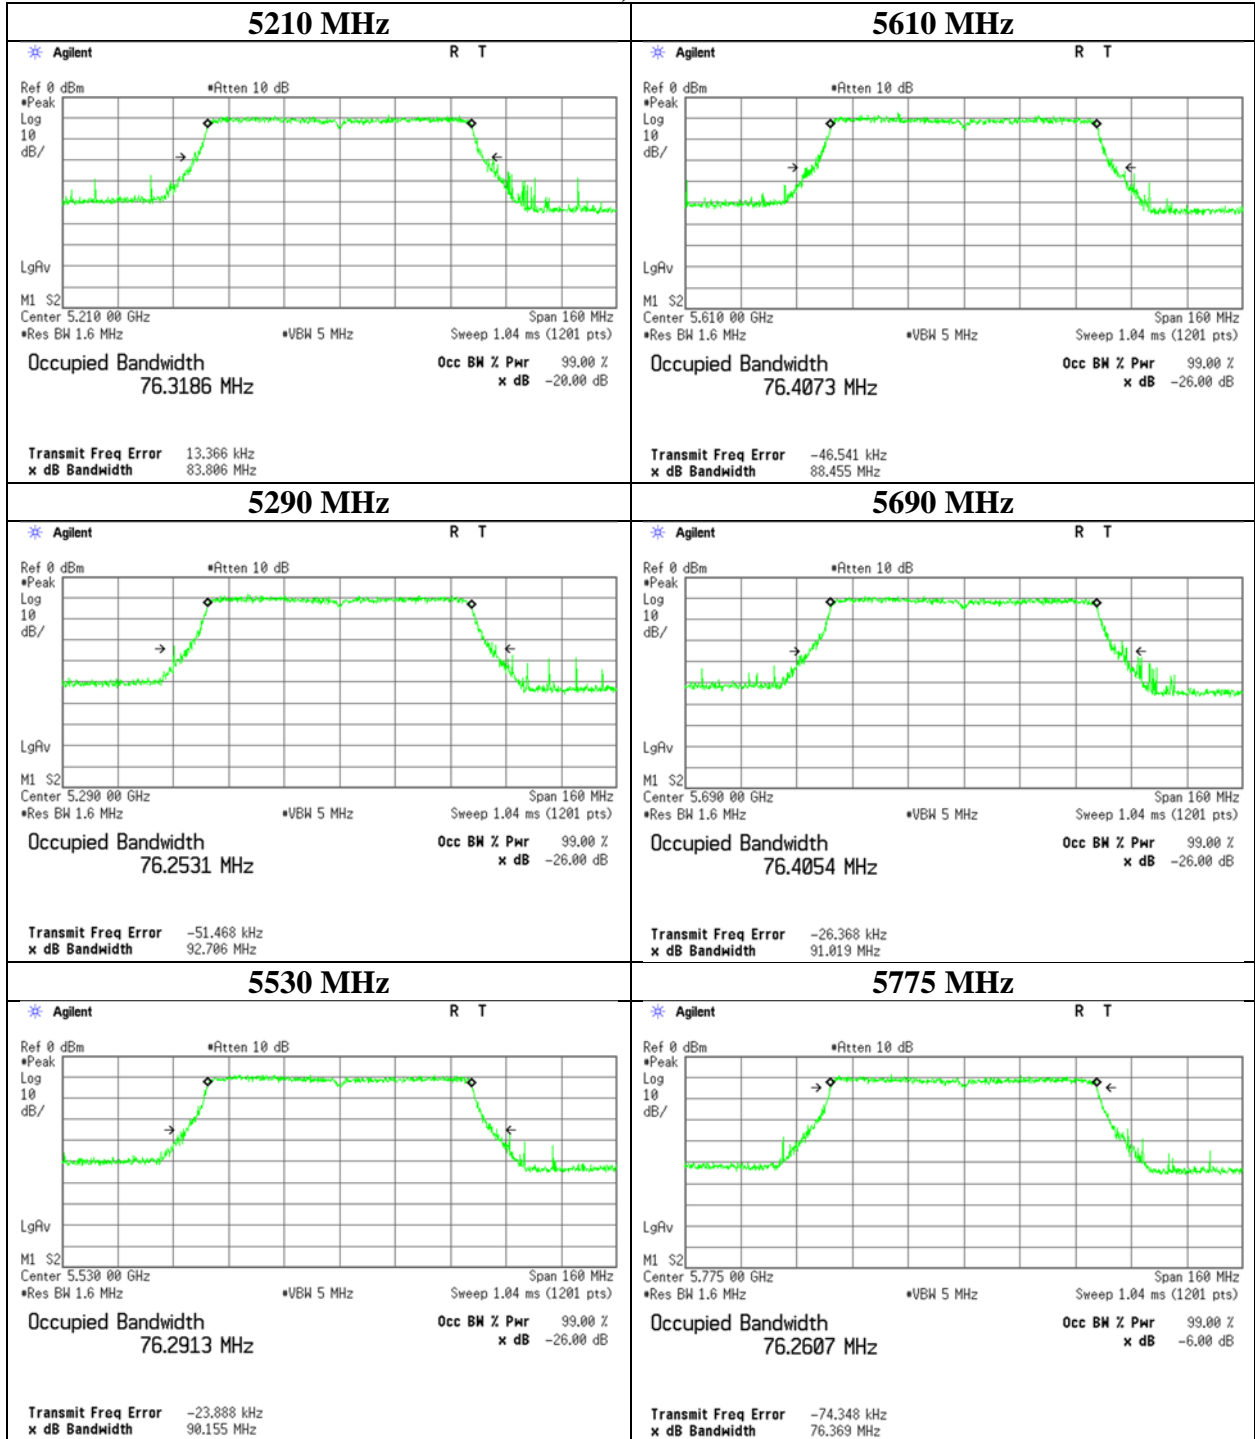 5210 MHz
Agilent R T
Ref 0 dBm *Atten 10 dB
*Peak
Log
10
dB/
LgAv
M1 S2
Center 5.210 00 GHz Span 160 MHz
*Res BW 1.6 MHz *VBW 5 MHz Sweep 1.04 ms (1201 pts)
Occupied Bandwidth Occ BW % Pwr 99.00 %
76.3186 MHz x dB -20.00 dB
Transmit Freq Error 13.366 kHz
x dB Bandwidth 83.806 MHz
5610 MHz
Agilent R T
Ref 0 dBm *Atten 10 dB
*Peak
Log
10
dB/
LgAv
M1 S2
Center 5.610 00 GHz Span 160 MHz
*Res BW 1.6 MHz *VBW 5 MHz Sweep 1.04 ms (1201 pts)
Occupied Bandwidth Occ BW % Pwr 99.00 %
76.4073 MHz x dB -26.00 dB
Transmit Freq Error -46.541 kHz
x dB Bandwidth 88.455 MHz
5290 MHz
Agilent R T
Ref 0 dBm *Atten 10 dB
*Peak
Log
10
dB/
LgAv
M1 S2
Center 5.290 00 GHz Span 160 MHz
*Res BW 1.6 MHz *VBW 5 MHz Sweep 1.04 ms (1201 pts)
Occupied Bandwidth Occ BW % Pwr 99.00 %
76.2531 MHz x dB -26.00 dB
Transmit Freq Error -51.468 kHz
x dB Bandwidth 92.706 MHz
5690 MHz
Agilent R T
Ref 0 dBm *Atten 10 dB
*Peak
Log
10
dB/
LgAv
M1 S2
Center 5.690 00 GHz Span 160 MHz
*Res BW 1.6 MHz *VBW 5 MHz Sweep 1.04 ms (1201 pts)
Occupied Bandwidth Occ BW % Pwr 99.00 %
76.4054 MHz x dB -26.00 dB
Transmit Freq Error -26.368 kHz
x dB Bandwidth 91.019 MHz
5530 MHz
Agilent R T
Ref 0 dBm *Atten 10 dB
*Peak
Log
10
dB/
LgAv
M1 S2
Center 5.530 00 GHz Span 160 MHz
*Res BW 1.6 MHz *VBW 5 MHz Sweep 1.04 ms (1201 pts)
Occupied Bandwidth Occ BW % Pwr 99.00 %
76.2913 MHz x dB -26.00 dB
Transmit Freq Error -23.888 kHz
x dB Bandwidth 90.155 MHz
5775 MHz
Agilent R T
Ref 0 dBm *Atten 10 dB
*Peak
Log
10
dB/
LgAv
M1 S2
Center 5.775 00 GHz Span 160 MHz
*Res BW 1.6 MHz *VBW 5 MHz Sweep 1.04 ms (1201 pts)
Occupied Bandwidth Occ BW % Pwr 99.00 %
76.2607 MHz x dB -6.00 dB
Transmit Freq Error -74.348 kHz
x dB Bandwidth 76.369 MHz